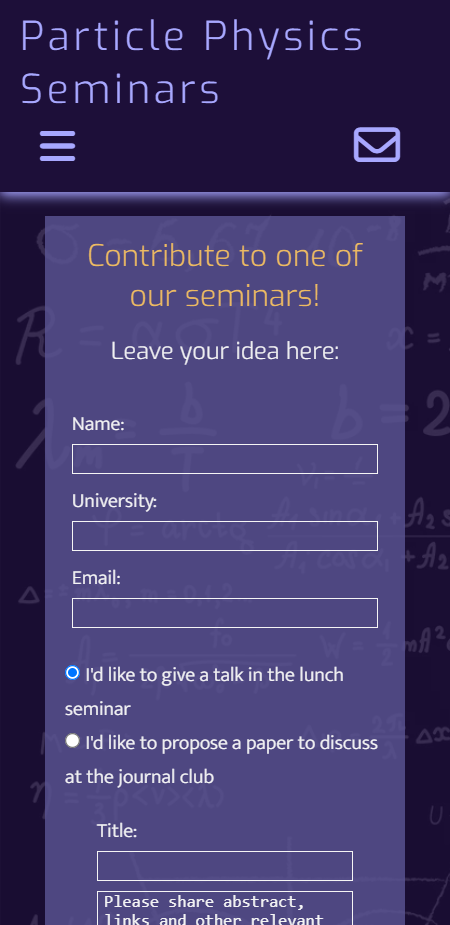 Particle Physics
Seminars
Contribute to one of
our seminars!
Leave your idea here:
Name:
University:
Email:
I'd like to give a talk in the lunch
seminar
I'd like to propose a paper to discuss
at the journal club
Title:
Please share abstract,
links and other relevant